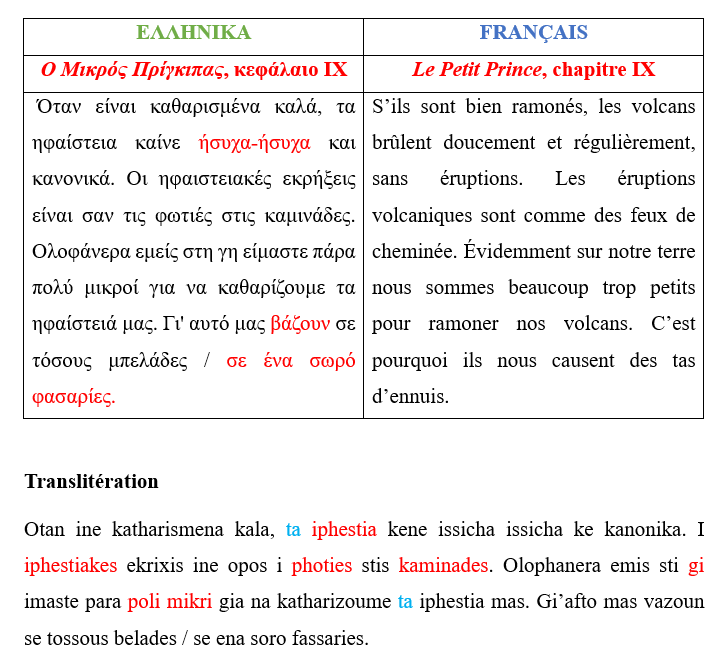 ΕΛΛΗΝΙΚΑ
FRANÇAIS
Ο Μικρός Πρίγκιπας, κεφάλαιο IX
Le Petit Prince, chapitre IX
Όταν είναι καθαρισμένα καλά, τα
ηφαίστεια καίνε ήσυχα-ήσυχα και
κανονικά. Οι ηφαιστειακές εκρήξεις
είναι σαν τις φωτιές στις καμινάδες.
Ολοφάνερα εμείς στη γη είμαστε πάρα
πολύ μικροί για να καθαρίζουμε τα
ηφαίστειά μας. Γι' αυτό μας βάζουν σε
τόσους μπελάδες / σε ένα σωρό
φασαρίες.
S’ils sont bien ramonés, les volcans
brûlent doucement et régulièrement,
sans éruptions. Les éruptions
volcaniques sont comme des feux de
cheminée. Évidemment sur notre terre
nous sommes beaucoup trop petits
pour ramoner nos volcans. C’est
pourquoi ils nous causent des tas
d’ennuis.
Translitération
Otan ine katharismena kala, ta iphestia kene issicha issicha ke kanonika. I
iphestiakes ekrixis ine opos i photies stis kaminades. Olophanera emis sti gi
imaste para poli mikri gia na katharizoume ta iphestia mas. Gi’afto mas vazoun
se tossous belades / se ena soro fassaries.